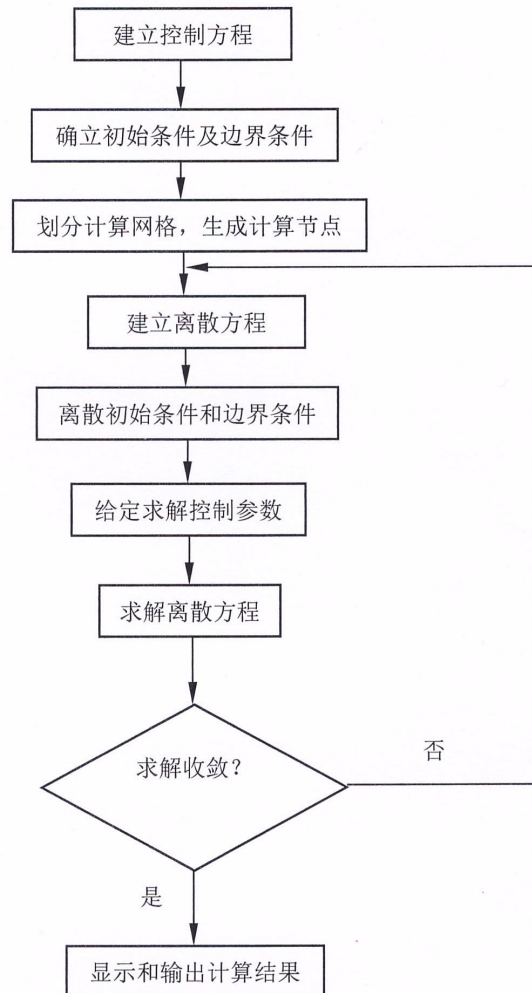 建立控制方程
确立初始条件及边界条件
划分计算网格，生成计算节点
建立离散方程
离散初始条件和边界条件
给定求解控制参数
求解离散方程
求解收敛？
否
是
显示和输出计算结果